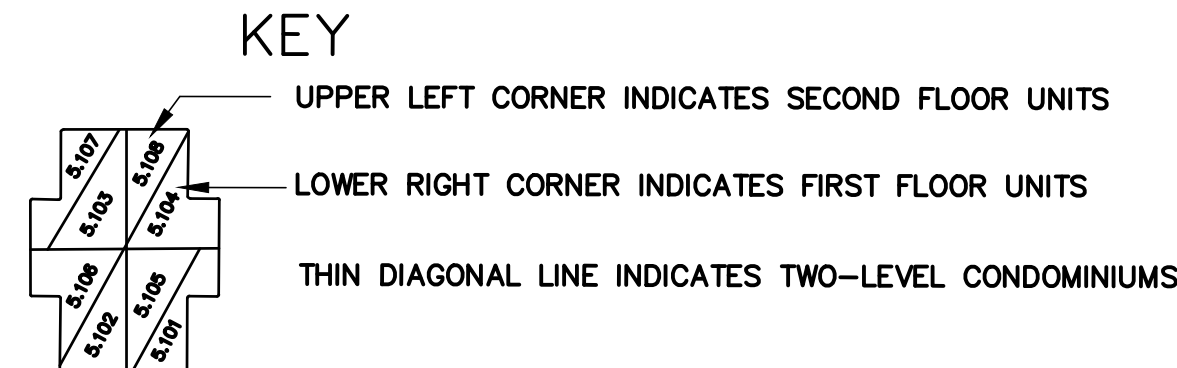 KEY
UPPER LEFT CORNER INDICATES SECOND FLOOR UNITS
5.107
5.108
LOWER RIGHT CORNER INDICATES FIRST FLOOR UNITS
5.103
5.104
THIN DIAGONAL LINE INDICATES TWO-LEVEL CONDOMINIUMS
5.106
5.105
5.102
5.101